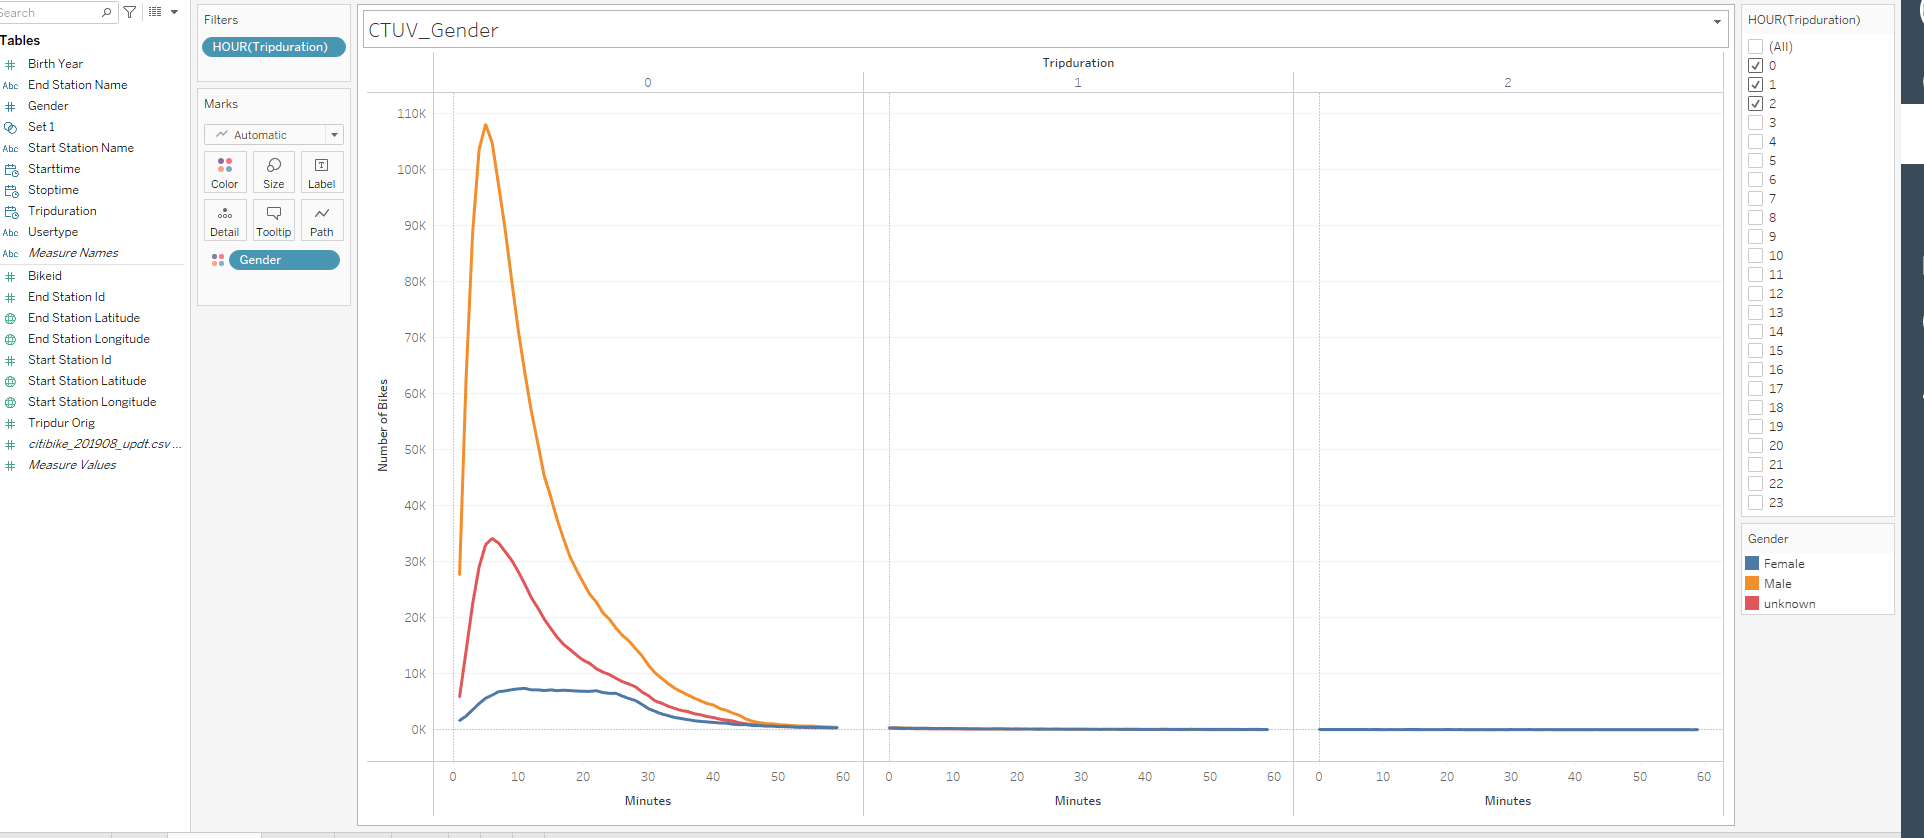 Search
Tables
Birth Year
Abc End Station Name
Gender
Set 1
Abc Start Station Name
Starttime
Stoptime
Tripduration
Abc Usertype
Abc Measure Names
Bikeid
End Station Id
End Station Latitude
End Station Longitude
Start Station Id
Start Station Latitude
Start Station Longitude
Tripdur Orig
citibike_201908_updt.csv ...
Measure Values
Filters
HOUR(Tripduration)
Marks
Automatic
Color Size Label
Detail Tooltip Path
Gender
CTUV_Gender
Tripduration
0 1 2
Number of Bikes
110K
100K
90K
80K
70K
60K
50K
40K
30K
20K
10K
0K
0 10 20 30 40 50 60 0 10 20 30 40 50 60 0 10 20 30 40 50 60
Minutes Minutes Minutes
HOUR(Tripduration)
(All)
0
1
2
3
4
5
6
7
8
9
10
11
12
13
14
15
16
17
18
19
20
21
22
23
Gender
Female
Male
unknown